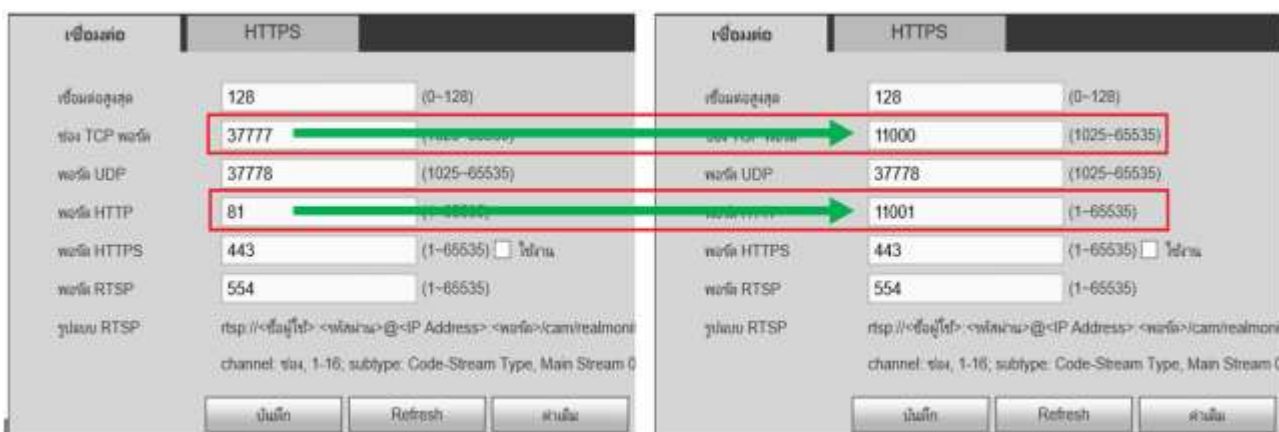 เชื่อมต่อ HTTPS
เชื่อมต่อสูงสุด 128 (0~128)
ช่อง TCP พอร์ต 37777
พอร์ต UDP 37778 (1025~65535)
พอร์ต HTTP 81 (1~65535)
พอร์ต HTTPS 443 (1~65535) ใช้งาน
พอร์ต RTSP 554 (1~65535)
รูปแบบ RTSP rtsp://<ชื่อผู้ใช้>:<รหัสผ่าน>@<IP Address>:<พอร์ต>/cam/realmoni
channel: ช่อง, 1-16; subtype: Code-Stream Type, Main Stream 0
บันทึก Refresh ค่าเดิม
เชื่อมต่อ HTTPS
เชื่อมต่อสูงสุด 128 (0~128)
ช่อง TCP พอร์ต 11000 (1025~65535)
พอร์ต UDP 37778 (1025~65535)
11001 (1~65535)
พอร์ต HTTPS 443 (1~65535) ใช้งาน
พอร์ต RTSP 554 (1~65535)
รูปแบบ RTSP rtsp://<ชื่อผู้ใช้>:<รหัสผ่าน>@<IP Address>:<พอร์ต>/cam/realmon
channel: ช่อง, 1-16; subtype: Code-Stream Type, Main Stream
บันทึก Refresh ค่าเดิม